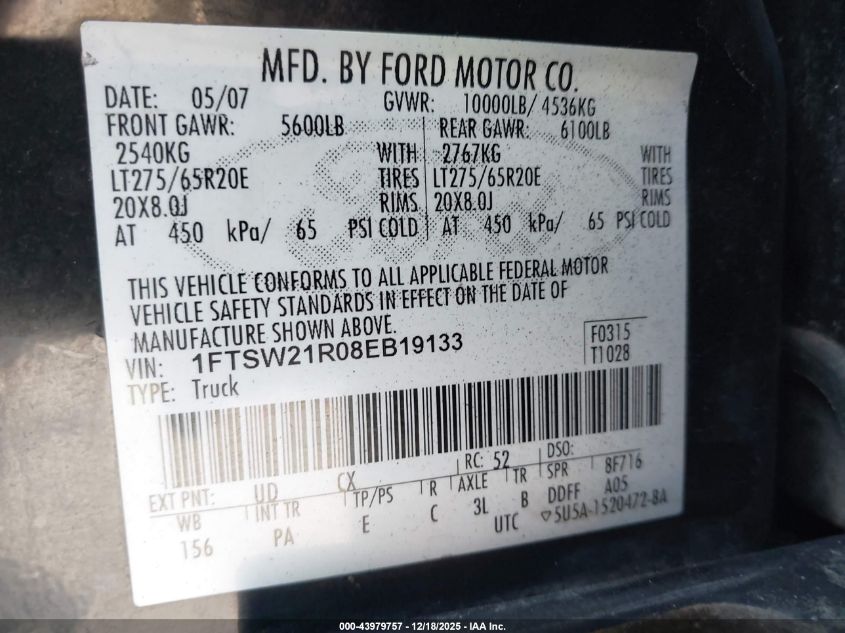 MFD. BY FORD MOTOR CO.
DATE: 05/07 GVWR: 10000LB/ 4536KG
FRONT GAWR: 5600LB REAR GAWR: 6100LB
2540KG WITH 2767KG WITH
LT275/65R20E TIRES LT275/65R20E TIRES
20X8.0J RIMS 20X8.0J RIMS
AT 450 kPa/ 65 PSI COLD AT 450 kPa/ 65 PSI COLD
THIS VEHICLE CONFORMS TO ALL APPLICABLE FEDERAL MOTOR
VEHICLE SAFETY STANDARDS IN EFFECT ON THE DATE OF
MANUFACTURE SHOWN ABOVE.
VIN: 1FTSW21R08EB19133 F0315
TYPE: Truck T1028
EXT PNT: UD CX RC: 52 DSO:
WB INT TR TP/PS R AXLE TR SPR 8F716
156 PA E C 3L B DDFF A05
UTC ▽5U5A-1520472-BA
000-43979757 - 12/18/2025 - IAA Inc.